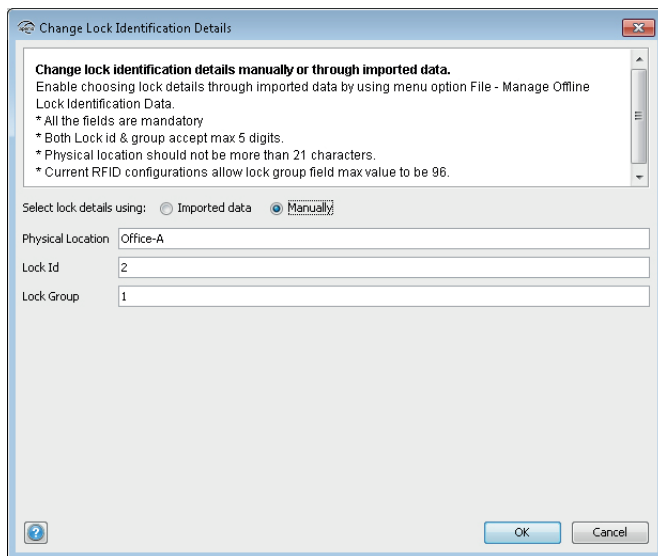 Change Lock Identification Details
Change lock identification details manually or through imported data.
Enable choosing lock details through imported data by using menu option File - Manage Offline
Lock Identification Data.
* All the fields are mandatory
* Both Lock id & group accept max 5 digits.
* Physical location should not be more than 21 characters.
* Current RFID configurations allow lock group field max value to be 96.
Select lock details using: Imported data Manually
Physical Location Office-A
Lock Id 2
Lock Group 1
? OK Cancel